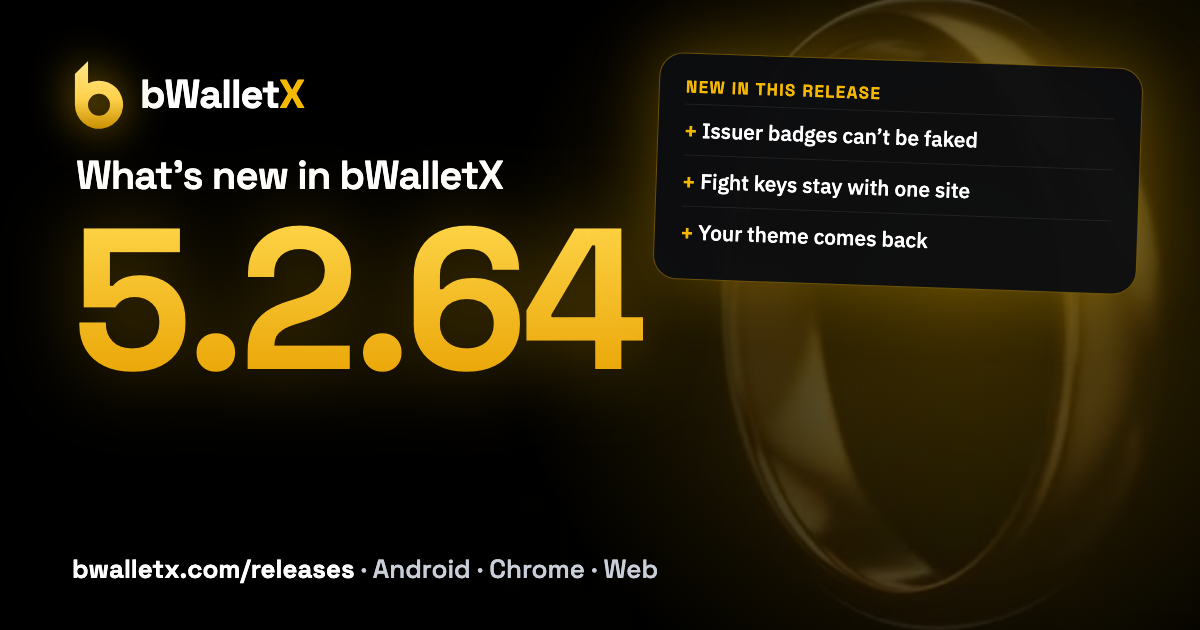 bWalletX
What's new in bWalletX
5.2.64
NEW IN THIS RELEASE
+ Issuer badges can't be faked
+ Fight keys stay with one site
+ Your theme comes back
bwalletx.com/releases · Android · Chrome · Web